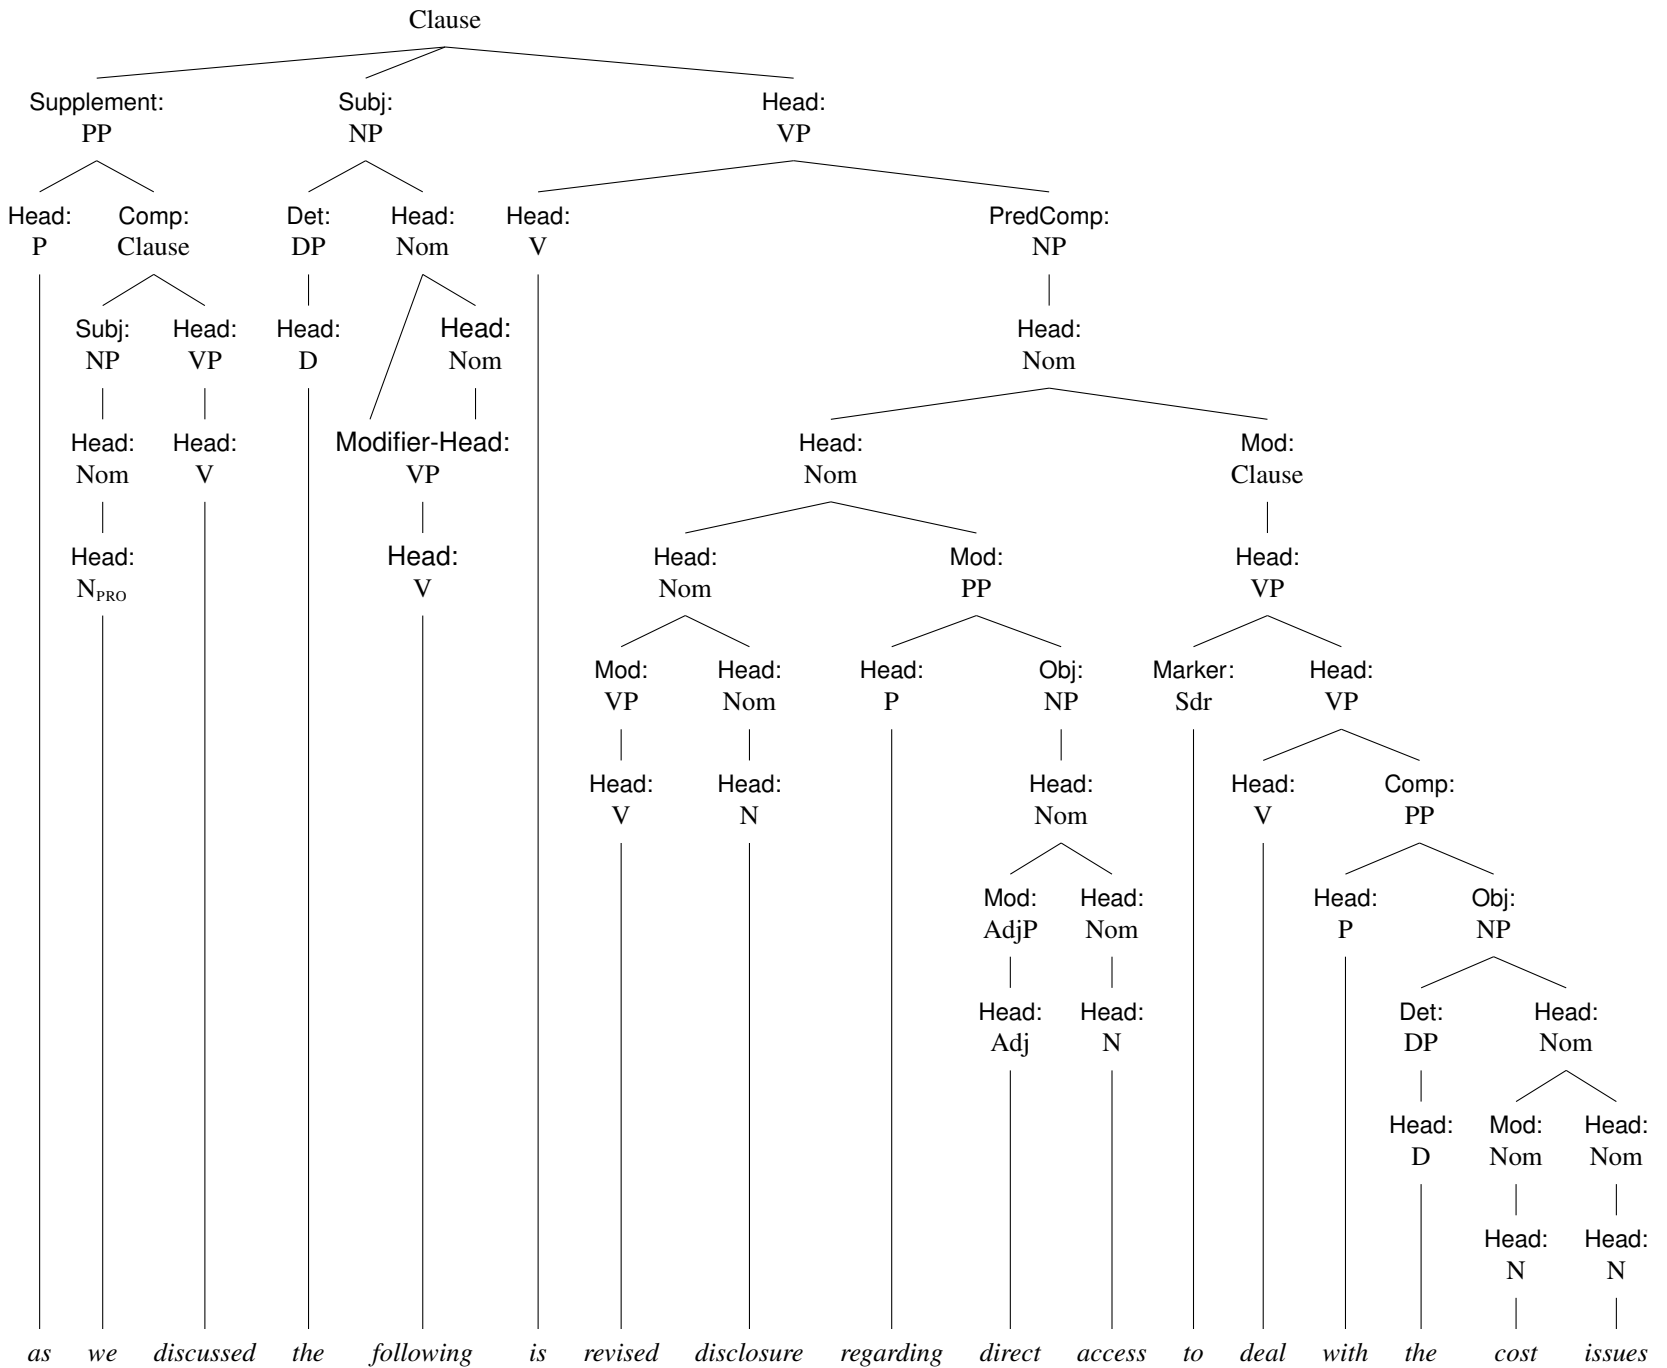 Clause
Supplement: Subj: Head:
PP NP VP
Head: Comp: Det: Head: Head: PredComp:
P Clause DP Nom V NP
Subj: Head: Head: Head: Head:
NP VP D Nom Nom
Head: Head: Modifier-Head: Head: Mod:
Nom V VP Nom Clause
Head: Head: Head: Mod: Head:
NPRO V Nom PP VP
Mod: Head: Head: Obj: Marker: Head:
VP Nom P NP Sdr VP
Head: Head: Head: Head: Comp:
V N Nom V PP
Mod: Head: Head: Obj:
AdjP Nom P NP
Head: Head: Det: Head:
Adj N DP Nom
Head: Mod: Head:
D Nom Nom
Head: Head:
N N
as we discussed the following is revised disclosure regarding direct access to deal with the cost issues